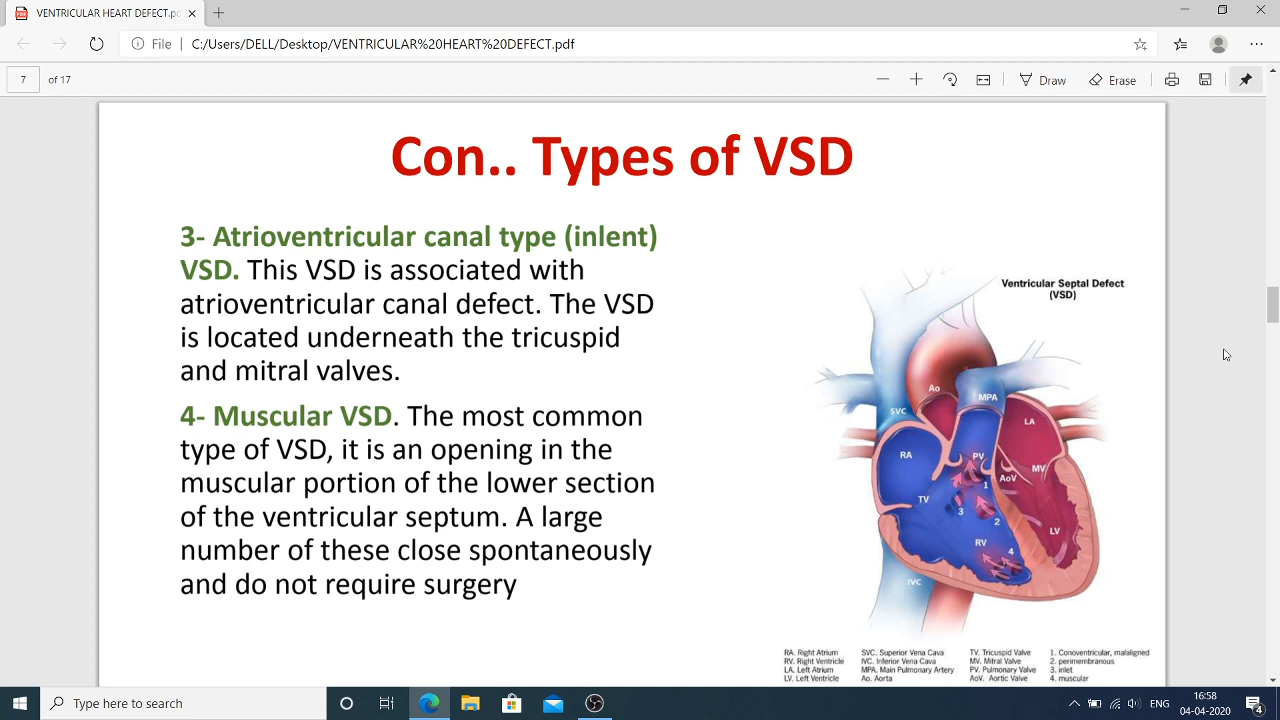 VENTRICULAR HEART DEFECT.pd
File
C:/Users/DELL/Desktop/VENTRICULAR%20HEART%20DEFECT.pdf
7 of 17
Draw
Erase
Con.. Types of VSD
3- Atrioventricular canal type (inlent)
VSD. This VSD is associated with
atrioventricular canal defect. The VSD
is located underneath the tricuspid
and mitral valves.
4- Muscular VSD. The most common
type of VSD, it is an opening in the
muscular portion of the lower section
of the ventricular septum. A large
number of these close spontaneously
and do not require surgery
Ventricular Septal Defect
(VSD)
Ao
MPA
SVC
LA
RA
PV
MV
AoV
1
TV
3
2
LV
RV
4
IVC
RA. Right Atrium
RV. Right Ventricle
LA. Left Atrium
LV. Left Ventricle
SVC. Superior Vena Cava
IVC. Inferior Vena Cava
MPA. Main Pulmonary Artery
Ao. Aorta
TV. Tricuspid Valve
MV. Mitral Valve
PV. Pulmonary Valve
AoV. Aortic Valve
1. Conoventricular, malaligned
2. perimembranous
3. inlet
4. muscular
Type here to search
ENG
16:58
04-04-2020